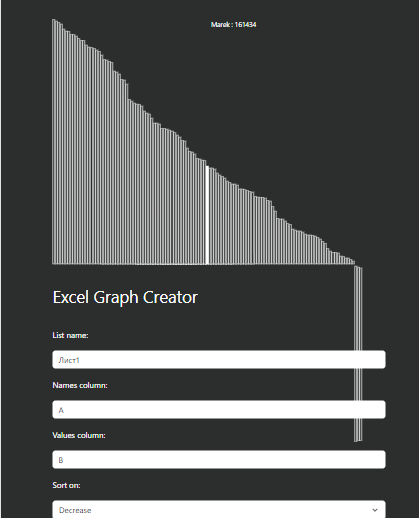 Marek : 161434
Excel Graph Creator
List name:
Лист1
Names column:
A
Values column:
B
Sort on:
Decrease